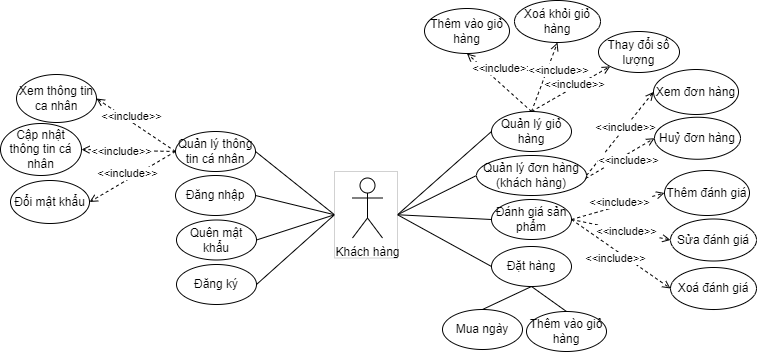 Thêm vào giỏ
hàng
Xoá khỏi giỏ
hàng
Thay đổi số
lượng
<<include>>
<<include>>
<<include>>
Xem thông tin
ca nhân
<<include>>
Cập nhật
thông tin cá
nhân
<<include>>
Đổi mật khẩu
<<include>>
Quản lý thông
tin cá nhân
Đăng nhập
Quên mật
khẩu
Đăng ký
Khách hàng
Quản lý giỏ
hàng
Quản lý đơn hàng
(khách hàng)
Đánh giá sản
phẩm
Đặt hàng
Mua ngay
Thêm vào giỏ
hàng
Xem đơn hàng
<<include>>
Huỷ đơn hàng
<<include>>
Thêm đánh giá
<<include>>
Sửa đánh giá
<<include>>
Xoá đánh giá
<<include>>